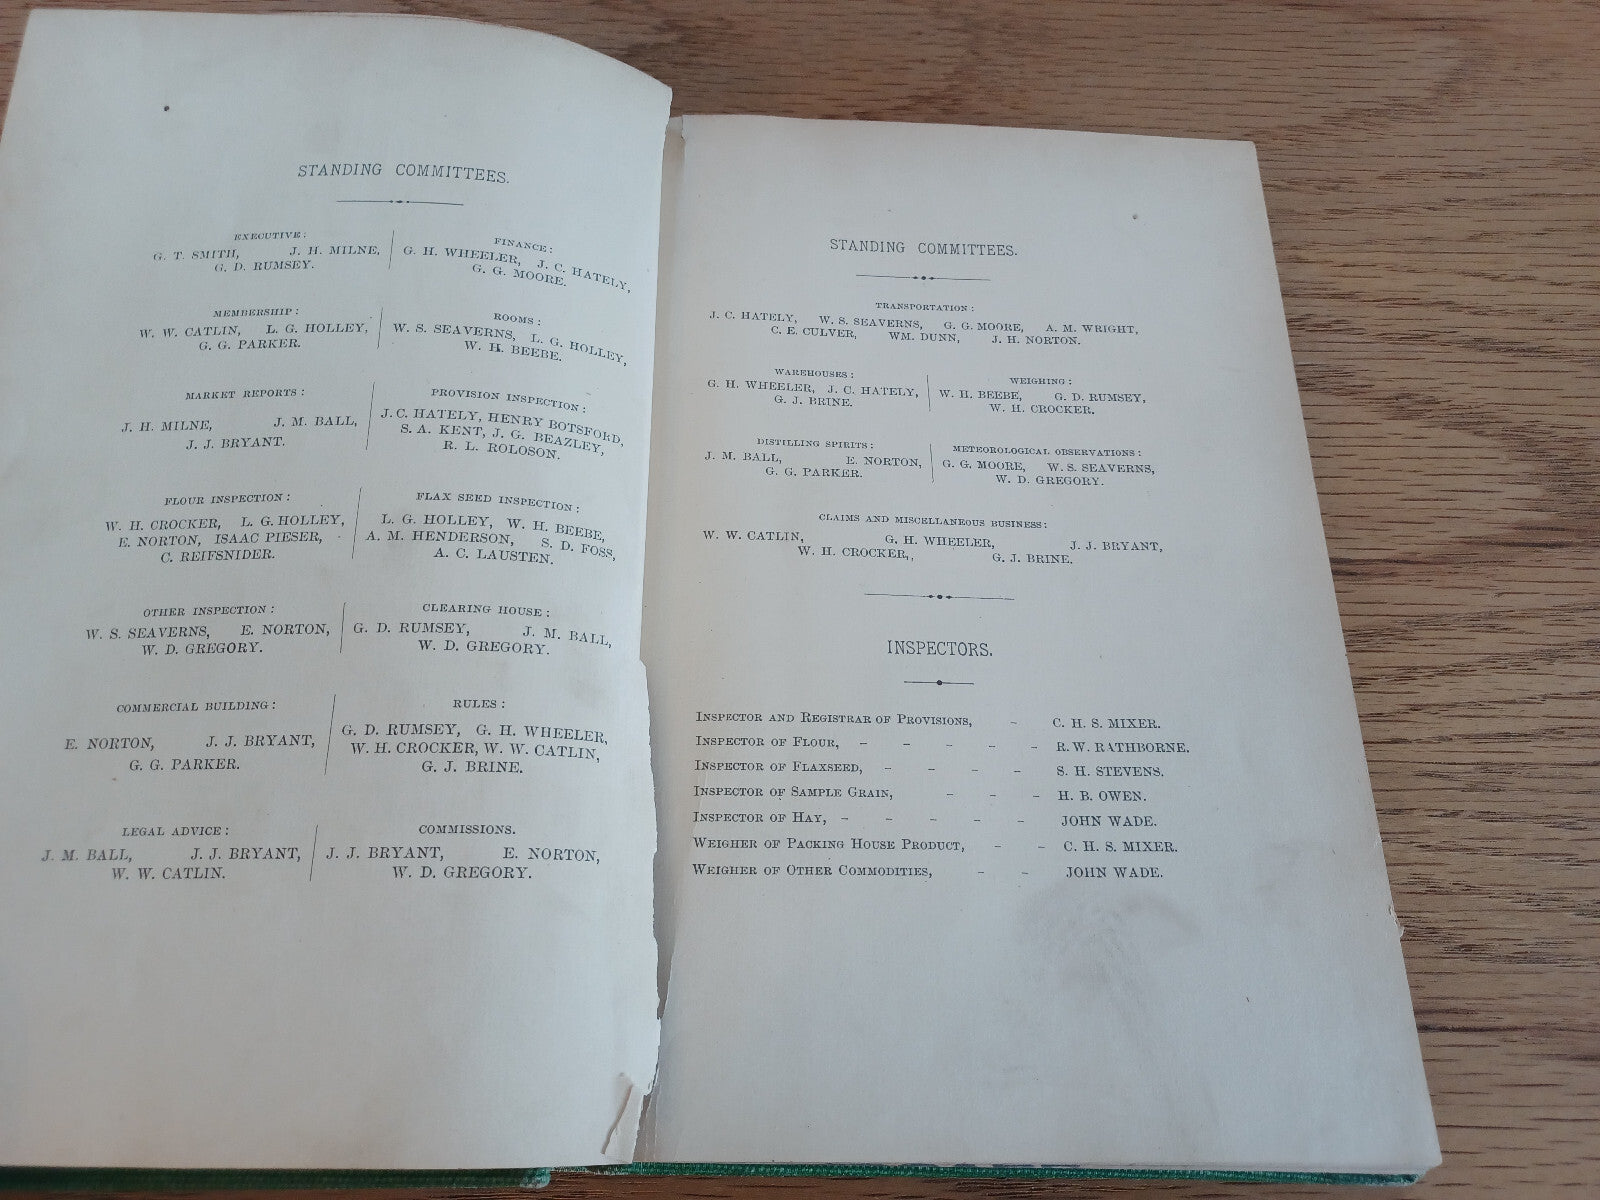 STANDING COMMITTEES.
EXECUTIVE:
G. T. SMITH, J. H. MILNE,
G. D. RUMSEY.
FINANCE:
G. H. WHEELER, J. C. HATELY,
G. G. MOORE.
MEMBERSHIP:
W. W. CATLIN, L. G. HOLLEY,
G. G. PARKER.
ROOMS:
W. S. SEAVERNS, L. G. HOLLEY,
W. H. BEEBE.
MARKET REPORTS:
J. H. MILNE, J. M. BALL,
J. J. BRYANT.
PROVISION INSPECTION:
J. C. HATELY, HENRY BOTSFORD,
S. A. KENT, J. G. BEAZLEY,
R. L. ROLOSON.
FLOUR INSPECTION:
W. H. CROCKER, L. G. HOLLEY,
E. NORTON, ISAAC PIESER,
C. REIFSNIDER.
FLAX SEED INSPECTION:
L. G. HOLLEY, W. H. BEEBE,
A. M. HENDERSON, S. D. FOSS,
A. C. LAUSTEN.
OTHER INSPECTION:
W. S. SEAVERNS, E. NORTON,
W. D. GREGORY.
CLEARING HOUSE:
G. D. RUMSEY, J. M. BALL,
W. D. GREGORY.
COMMERCIAL BUILDING:
E. NORTON, J. J. BRYANT,
G. G. PARKER.
RULES:
G. D. RUMSEY, G. H. WHEELER,
W. H. CROCKER, W. W. CATLIN,
G. J. BRINE.
LEGAL ADVICE:
J. M. BALL, J. J. BRYANT,
W. W. CATLIN.
COMMISSIONS.
J. J. BRYANT, E. NORTON,
W. D. GREGORY.
STANDING COMMITTEES.
TRANSPORTATION:
J. C. HATELY, W. S. SEAVERNS, G. G. MOORE, A. M. WRIGHT,
C. E. CULVER, WM. DUNN, J. H. NORTON.
WAREHOUSES:
G. H. WHEELER, J. C. HATELY,
G. J. BRINE.
WEIGHING:
W. H. BEEBE, G. D. RUMSEY,
W. H. CROCKER.
DISTILLING SPIRITS:
J. M. BALL, E. NORTON,
G. G. PARKER.
METEOROLOGICAL OBSERVATIONS:
G. G. MOORE, W. S. SEAVERNS,
W. D. GREGORY.
CLAIMS AND MISCELLANEOUS BUSINESS:
W. W. CATLIN, G. H. WHEELER, J. J. BRYANT,
W. H. CROCKER,, G. J. BRINE.
INSPECTORS.
INSPECTOR AND REGISTRAR OF PROVISIONS, - C. H. S. MIXER.
INSPECTOR OF FLOUR, - - - - - R. W. RATHBORNE.
INSPECTOR OF FLAXSEED, - - - - S. H. STEVENS.
INSPECTOR OF SAMPLE GRAIN, - - - H. B. OWEN.
INSPECTOR OF HAY, - - - - - JOHN WADE.
WEIGHER OF PACKING HOUSE PRODUCT, - - C. H. S. MIXER.
WEIGHER OF OTHER COMMODITIES, - - JOHN WADE.